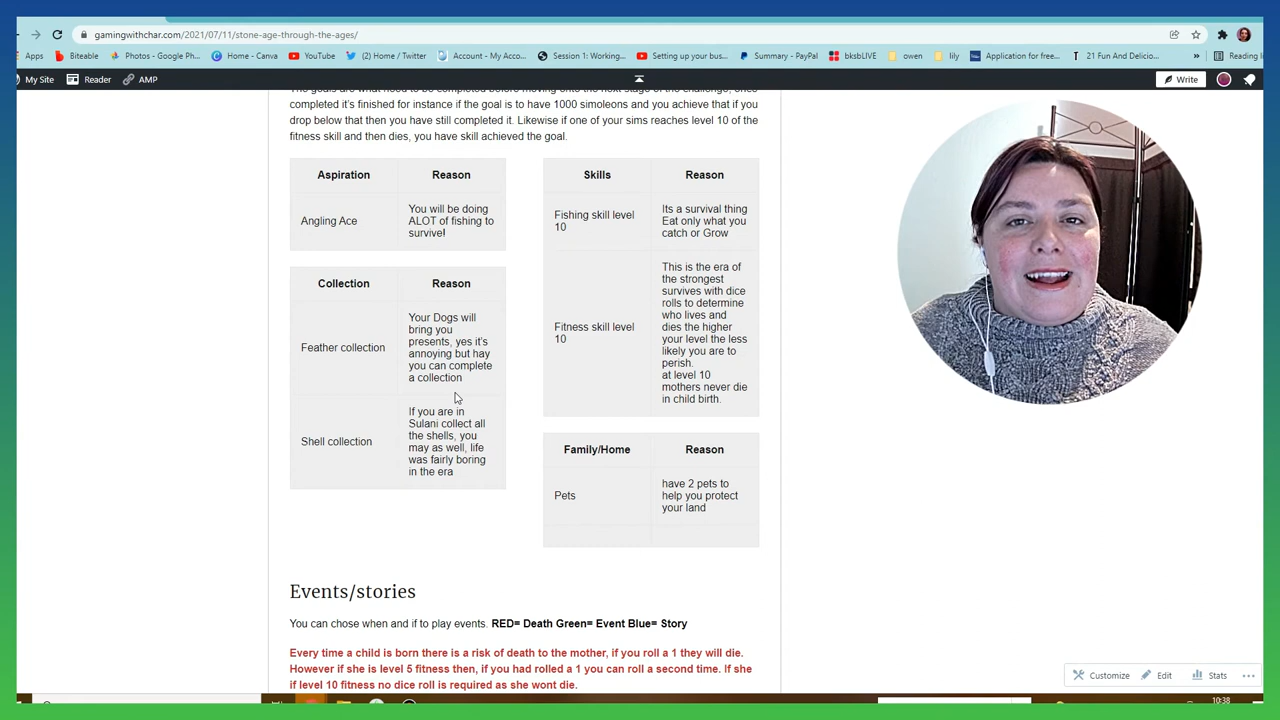 gamingwithchar.com/2021/07/11/stone-age-through-the-ages/
Apps Biteable Photos - Google Ph... Home - Canva YouTube (2) Home / Twitter Account - My Acco... Session 1: Working... Setting up your bus... Summary - PayPal bksbLIVE owen lily Application for free... 21 Fun And Delicio... » Reading li
My Site Reader AMP Write
completed it's finished for instance if the goal is to have 1000 simoleons and you achieve that if you
drop below that then you have still completed it. Likewise if one of your sims reaches level 10 of the
fitness skill and then dies, you have skill achieved the goal.
Aspiration Reason
Angling Ace
You will be doing
ALOT of fishing to
survive!
Collection Reason
Feather collection
Your Dogs will
bring you
presents, yes it's
annoying but hay
you can complete
a collection
Shell collection
If you are in
Sulani collect all
the shells, you
may as well, life
was fairly boring
in the era
Skills Reason
Fishing skill level
10
Its a survival thing
Eat only what you
catch or Grow
Fitness skill level
10
This is the era of
the strongest
survives with dice
rolls to determine
who lives and
dies the higher
your level the less
likely you are to
perish.
at level 10
mothers never die
in child birth.
Family/Home Reason
Pets
have 2 pets to
help you protect
your land
Events/stories
You can chose when and if to play events. RED= Death Green= Event Blue= Story
Every time a child is born there is a risk of death to the mother, if you roll a 1 they will die.
However if she is level 5 fitness then, if you had rolled a 1 you can roll a second time. If she
if level 10 fitness no dice roll is required as she wont die.
Customize Edit Stats
10:38